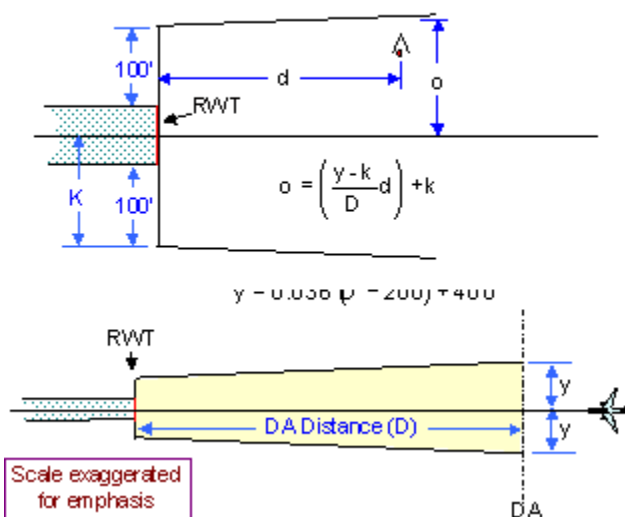 100'
d
o
RWT
K
100'
o = ( y - k / D d ) + k
RWT
y
DA Distance (D)
y
Scale exaggerated
for emphasis
DA